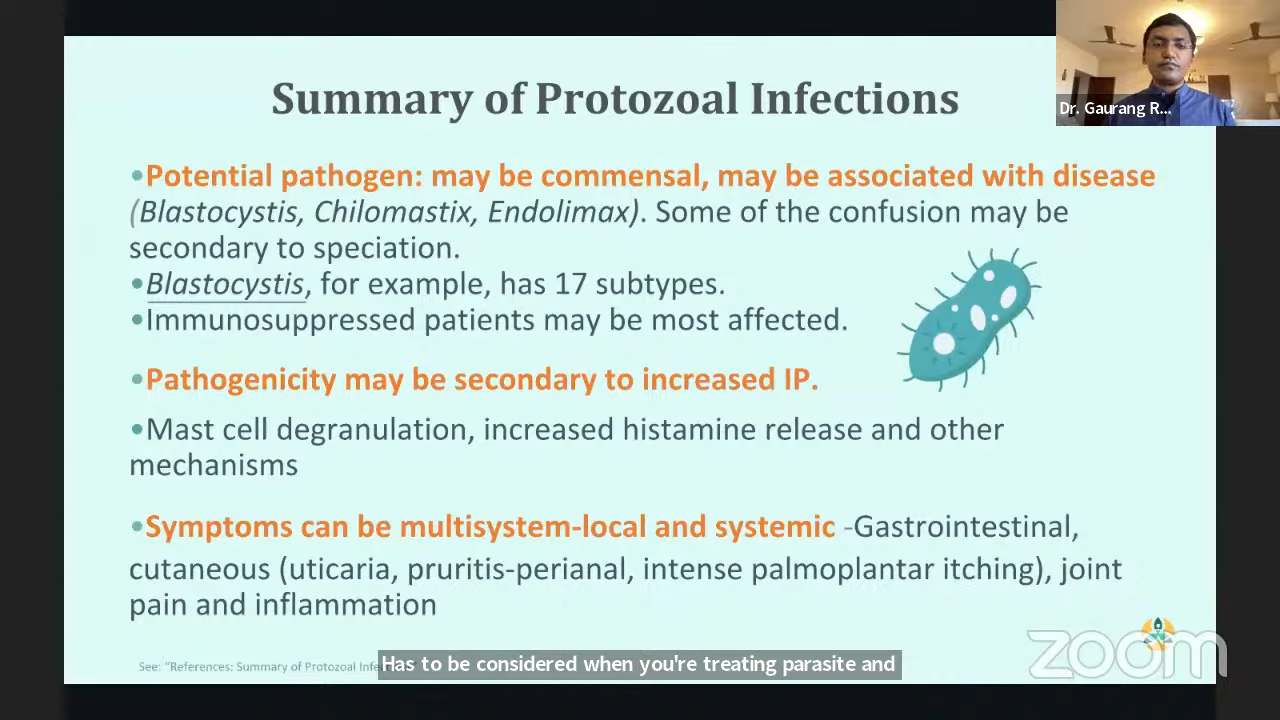 Summary of Protozoal Infections
Dr. Gaurang R...
•Potential pathogen: may be commensal, may be associated with disease
(Blastocystis, Chilomastix, Endolimax). Some of the confusion may be
secondary to speciation.
•Blastocystis, for example, has 17 subtypes.
•Immunosuppressed patients may be most affected.
•Pathogenicity may be secondary to increased IP.
•Mast cell degranulation, increased histamine release and other
mechanisms
•Symptoms can be multisystem-local and systemic -Gastrointestinal,
cutaneous (uticaria, pruritis-perianal, intense palmoplantar itching), joint
pain and inflammation
See: "References: Summary of Protozoal
Has to be considered when you're treating parasite and
zoom